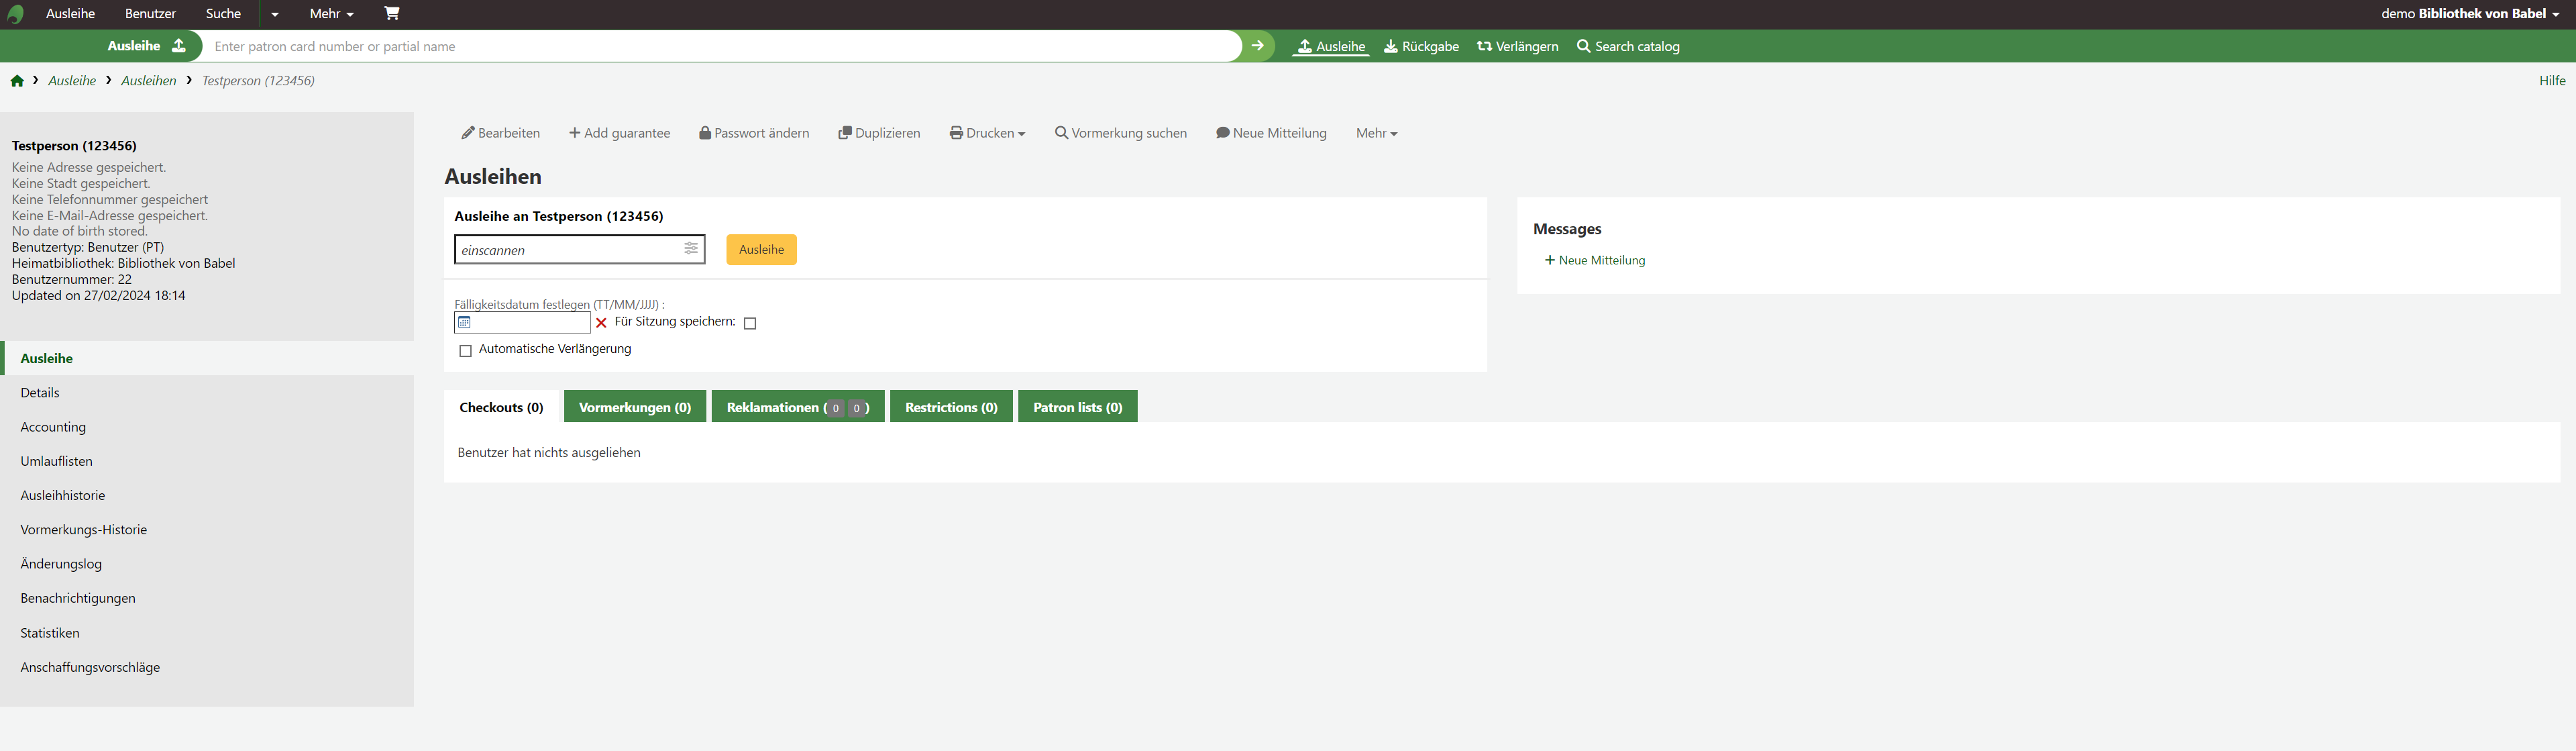 Ausleihe Benutzer Suche Mehr demo Bibliothek von Babel
Ausleihe Enter patron card number or partial name Ausleihe Rückgabe Verlängern Search catalog
Ausleihe Ausleihen Testperson (123456) Hilfe
Testperson (123456)
Keine Adresse gespeichert.
Keine Stadt gespeichert.
Keine Telefonnummer gespeichert
Keine E-Mail-Adresse gespeichert.
No date of birth stored.
Benutzertyp: Benutzer (PT)
Heimatbibliothek: Bibliothek von Babel
Benutzernummer: 22
Updated on 27/02/2024 18:14
Ausleihe
Details
Accounting
Umlauflisten
Ausleihhistorie
Vormerkungs-Historie
Änderungslog
Benachrichtigungen
Statistiken
Anschaffungsvorschläge
Bearbeiten + Add guarantee Passwort ändern Duplizieren Drucken Vormerkung suchen Neue Mitteilung Mehr
Ausleihen
Ausleihe an Testperson (123456)
einscannen Ausleihe
Fälligkeitsdatum festlegen (TT/MM/JJJJ) :
Für Sitzung speichern:
Automatische Verlängerung
Messages
+ Neue Mitteilung
Checkouts (0) Vormerkungen (0) Reklamationen ( 0 0 ) Restrictions (0) Patron lists (0)
Benutzer hat nichts ausgeliehen